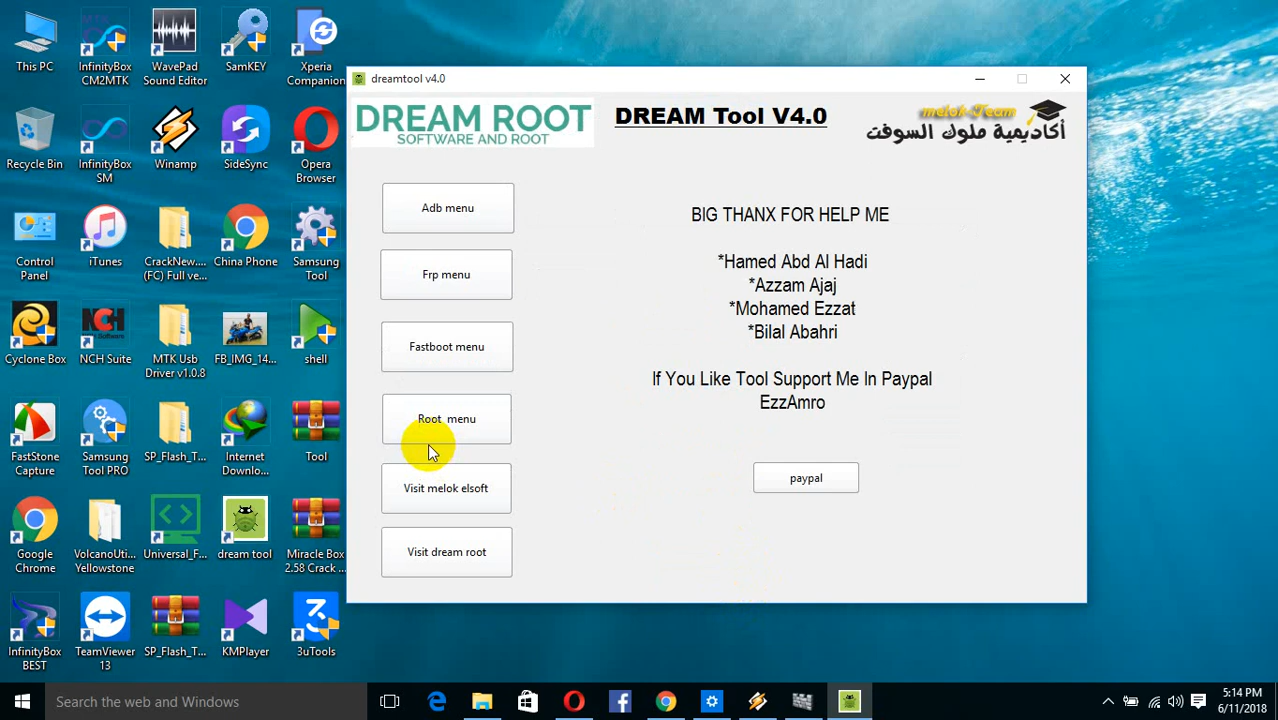 This PC
InfinityBox
CM2MTK
WavePad
Sound Editor
SamKEY
Xperia
Companion
Recycle Bin
InfinityBox
SM
Winamp
SideSync
Opera
Browser
Control
Panel
iTunes
CrackNew....
(FC) Full ve...
China Phone
Samsung
Tool
Cyclone Box
NCH
Software
NCH Suite
MTK Usb
Driver v1.0.8
FB_IMG_14...
shell
FastStone
Capture
Samsung
Tool PRO
SP_Flash_T...
Internet
Downlo...
Tool
Google
Chrome
VolcanoUti...
Yellowstone
Universal_F...
dream tool
Miracle Box
2.58 Crack ...
InfinityBox
BEST
TeamViewer
13
SP_Flash_T...
KMPlayer
3uTools
dreamtool v4.0
DREAM ROOT
SOFTWARE AND ROOT
DREAM Tool V4.0
melok Team
أكاديمية ملوك السوفت
Adb menu
Frp menu
Fastboot menu
Root menu
Visit melok elsoft
Visit dream root
BIG THANX FOR HELP ME
*Hamed Abd Al Hadi
*Azzam Ajaj
*Mohamed Ezzat
*Bilal Abahri
If You Like Tool Support Me In Paypal
EzzAmro
paypal
Search the web and Windows
5:14 PM
6/11/2018